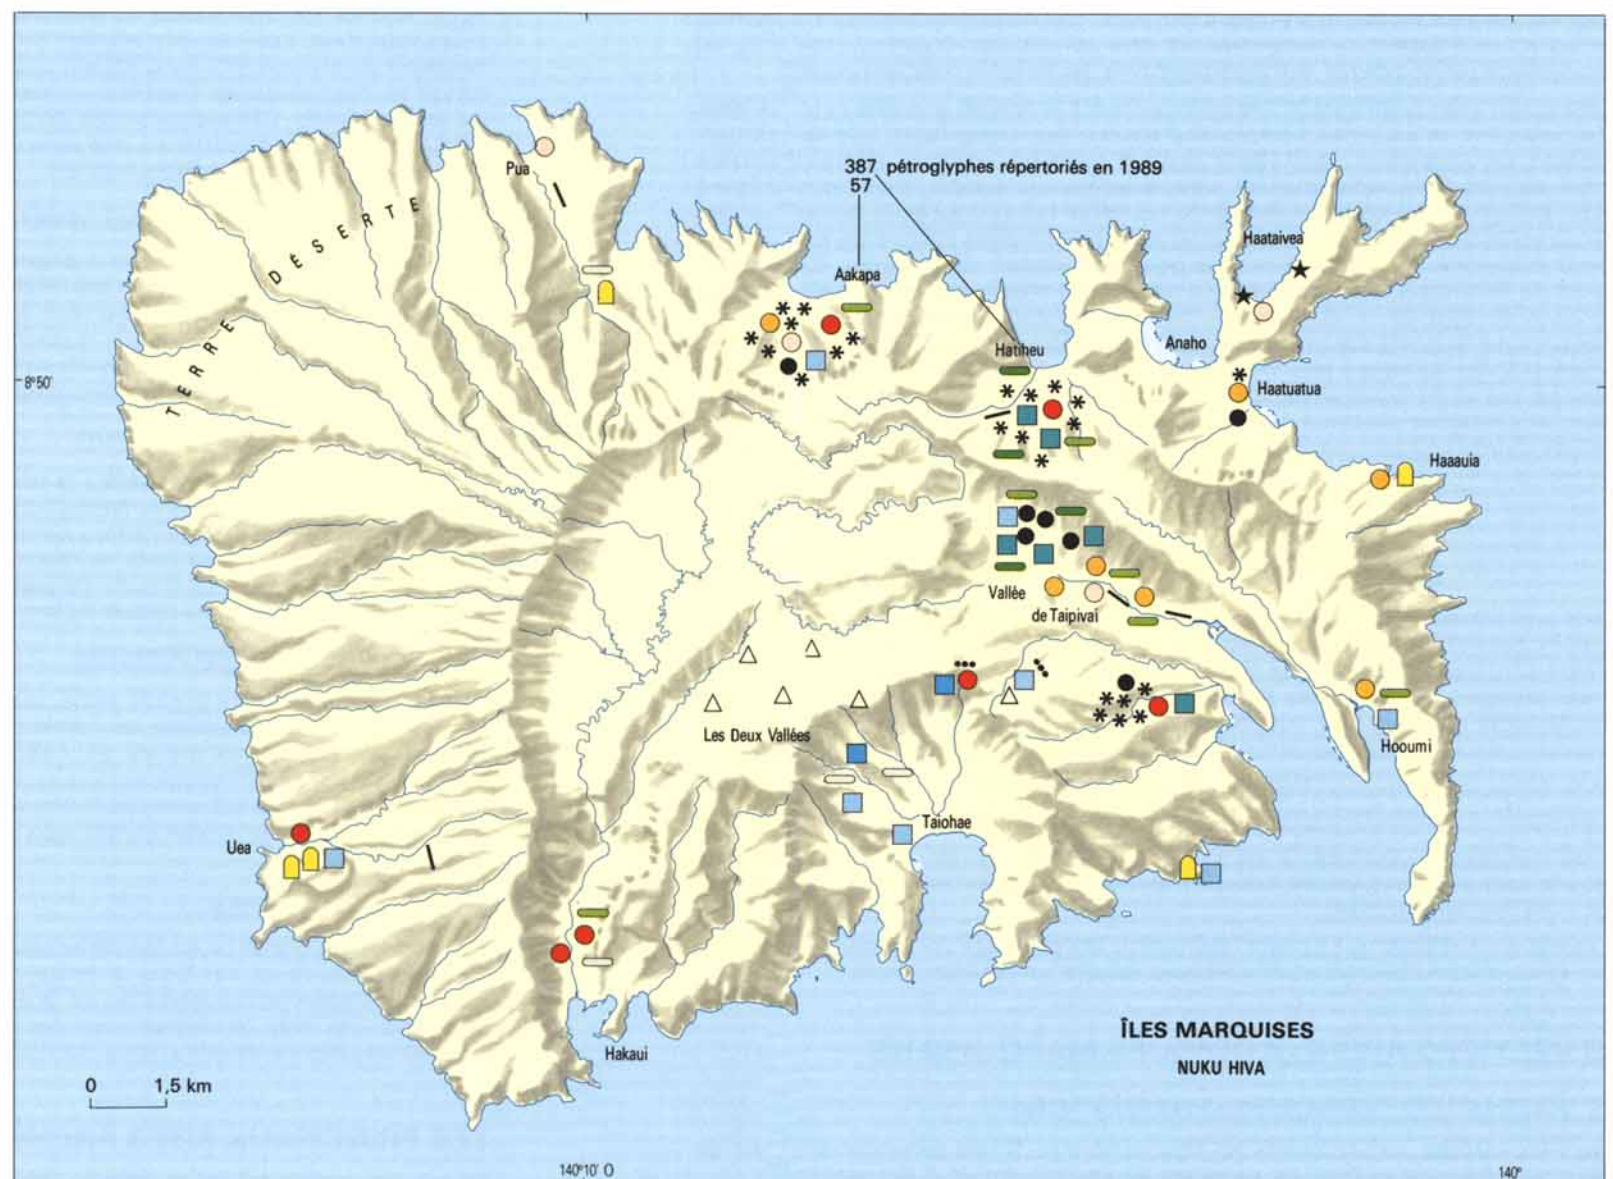 387 pétroglyphes répertoriés en 1989
57
Pua
TERRE DÉSERTE
Haataivea
Aakapa
Anaho
Hatiheu
8°50'
Haatuatua
Haaauia
Vallée
de Taipivai
Les Deux Vallées
Hooumi
Taiohae
Uea
ÎLES MARQUISES
Hakaui
NUKU HIVA
0 1,5 km
140°10' O
140°